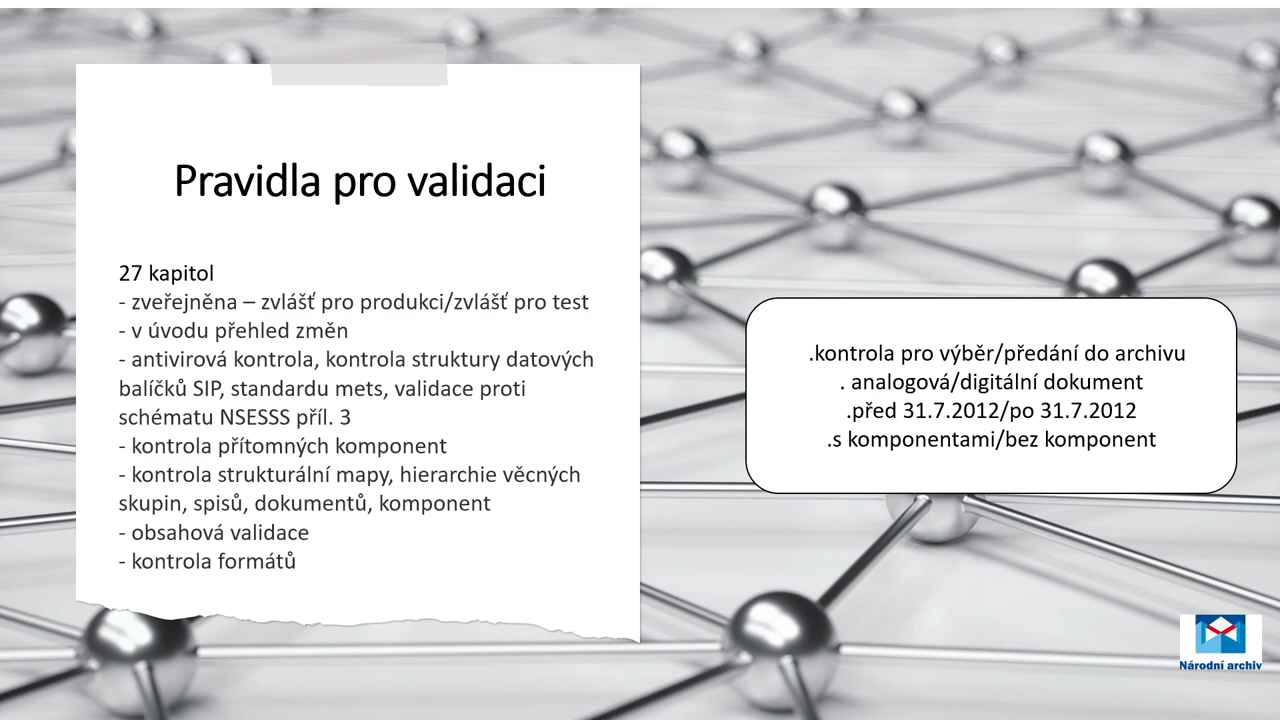 Pravidla pro validaci
27 kapitol
- zveřejněna – zvlášť pro produkci/zvlášť pro test
- v úvodu přehled změn
- antivirová kontrola, kontrola struktury datových
balíčků SIP, standardu mets, validace proti
schématu NSESSS příl. 3
- kontrola přítomných komponent
- kontrola strukturální mapy, hierarchie věcných
skupin, spisů, dokumentů, komponent
- obsahová validace
- kontrola formátů
.kontrola pro výběr/předání do archivu
. analogová/digitální dokument
.před 31.7.2012/po 31.7.2012
.s komponentami/bez komponent
Národní archiv